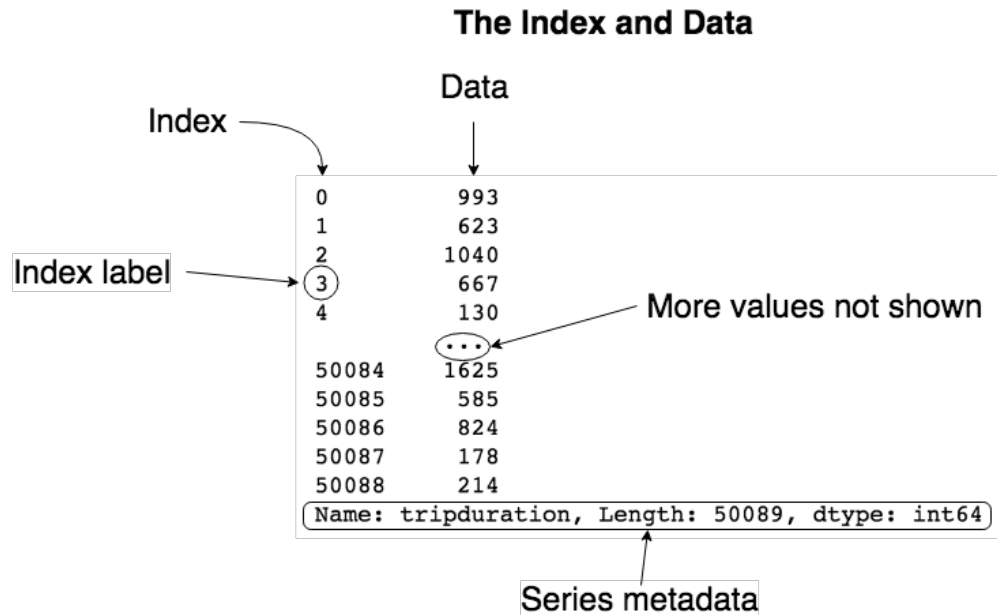 The Index and Data
Data
Index
0 993
1 623
2 1040
Index label
3 667
4 130
More values not shown
...
50084 1625
50085 585
50086 824
50087 178
50088 214
Name: tripduration, Length: 50089, dtype: int64
Series metadata